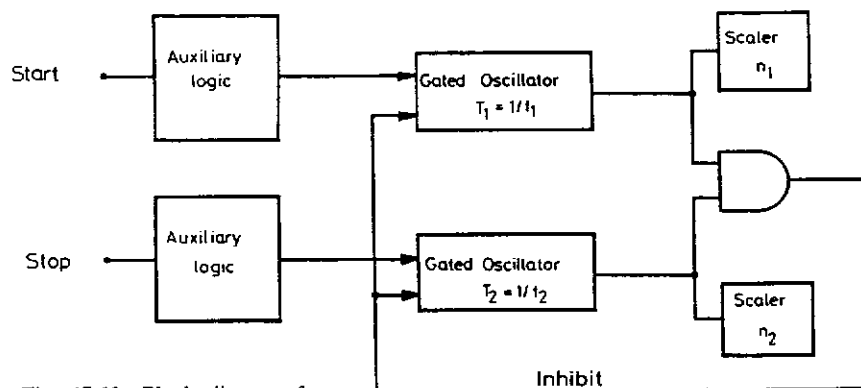 Start
Auxiliary
logic
Gated Oscillator
T1 = 1/f1
Scaler
n1
Stop
Auxiliary
logic
Gated Oscillator
T2 = 1/f2
Scaler
n2
Inhibit